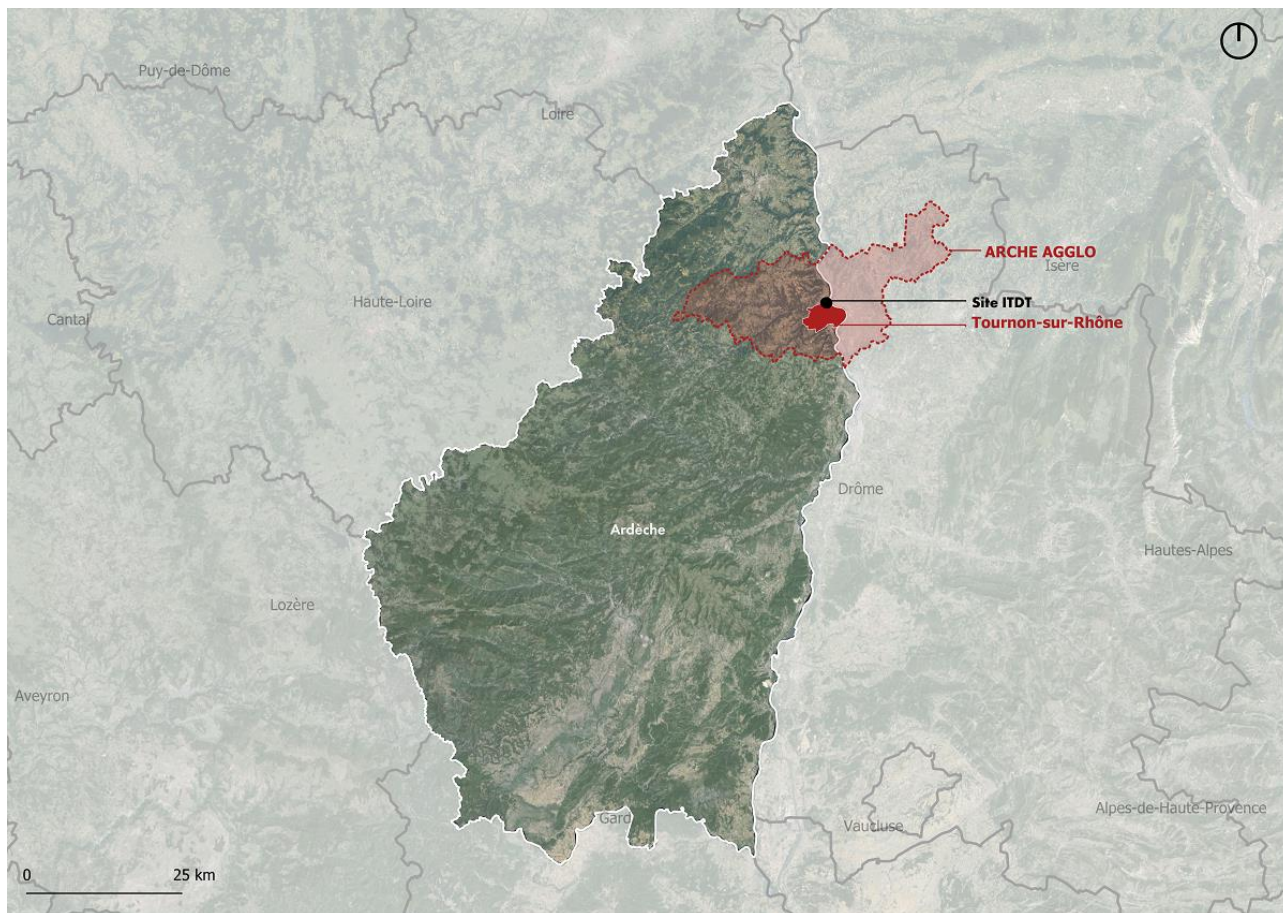 Puy-de-Dôme
Loire
ARCHE AGGLO
Isère
Haute-Loire
Site ITDT
Cantal
Tournon-sur-Rhône
Drôme
Ardèche
Hautes-Alpes
Lozère
Aveyron
Alpes-de-Haute-Provence
Gard
Vaucluse
0 25 km